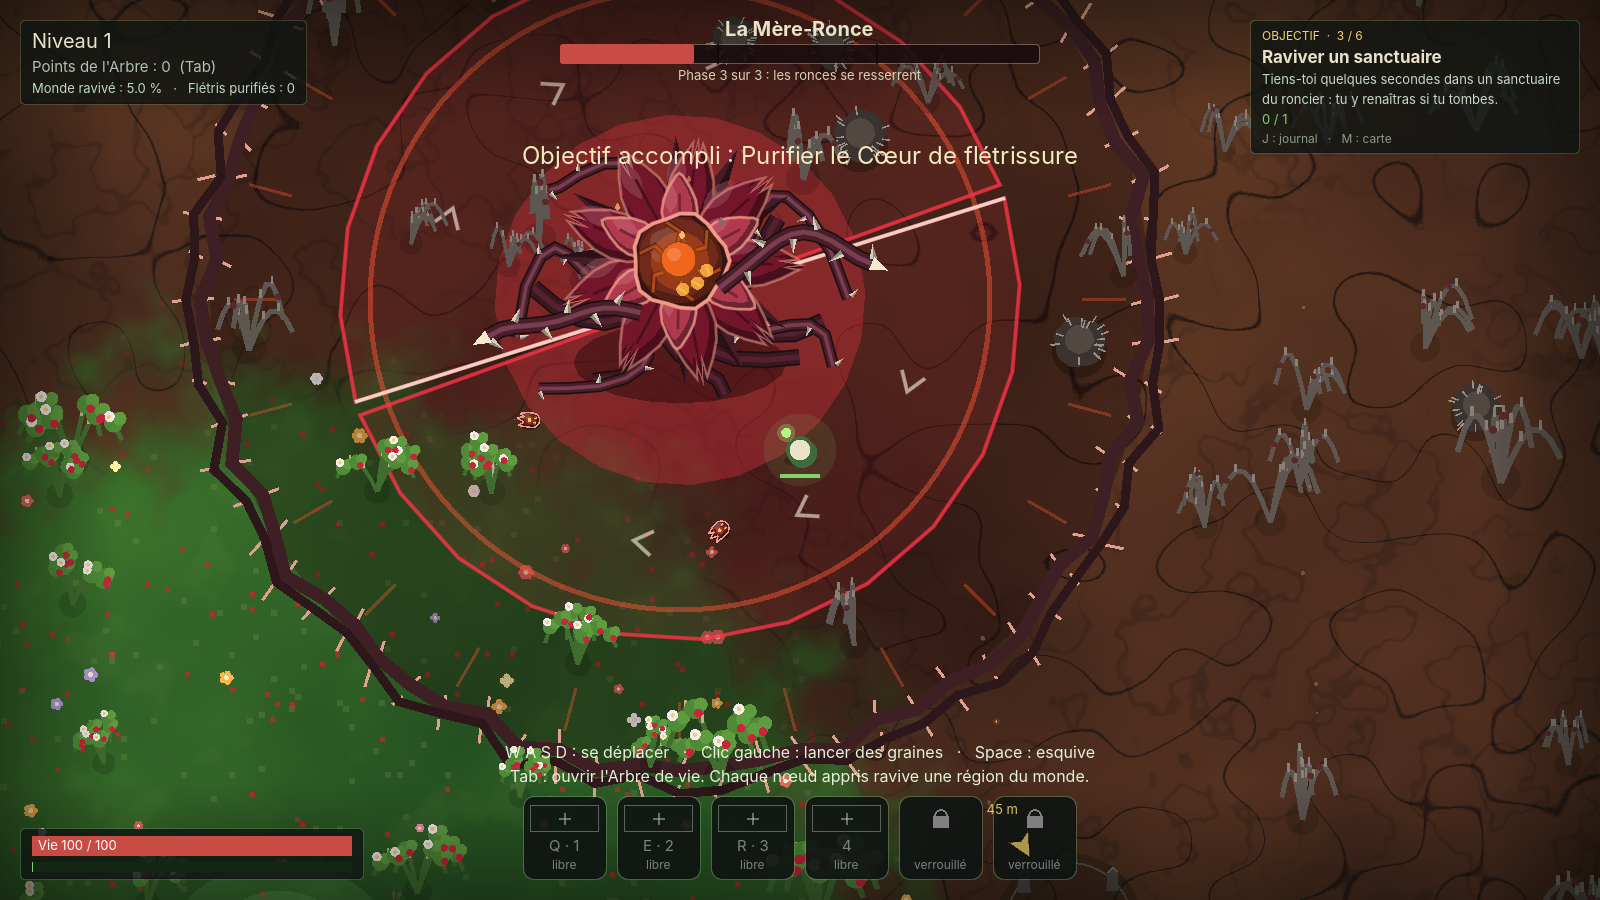 Niveau 1
Points de l'Arbre : 0 (Tab)
Monde ravivé : 5.0 % · Flétris purifiés : 0
La Mère-Ronce
Phase 3 sur 3 : les ronces se resserrent
OBJECTIF · 3 / 6
Raviver un sanctuaire
Tiens-toi quelques secondes dans un sanctuaire
du roncier : tu y renaîtras si tu tombes.
0 / 1
J : journal · M : carte
Objectif accompli : Purifier le Cœur de flétrissure
W A S D : se déplacer · Clic gauche : lancer des graines · Space : esquive
Tab : ouvrir l'Arbre de vie. Chaque nœud appris ravive une région du monde.
Vie 100 / 100
Q · 1
libre
E · 2
libre
R · 3
libre
4
libre
verrouillé
45 m
verrouillé